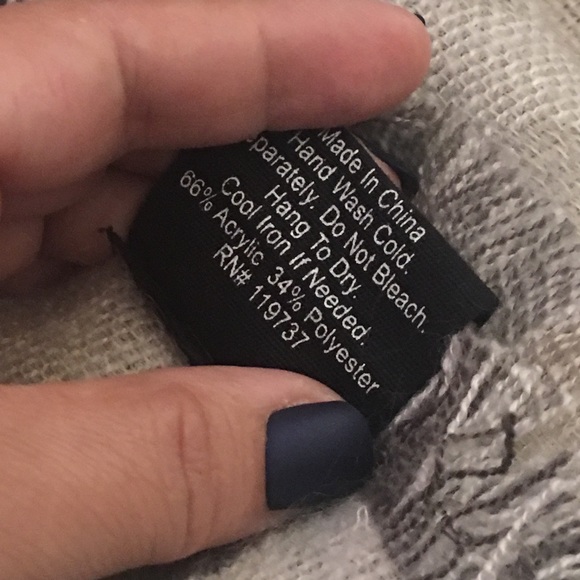 Made In China
Hand Wash Cold.
parately. Do Not Bleach.
Hang To Dry.
Cool Iron If Needed.
66% Acrylic 34% Polyester
RN# 119737